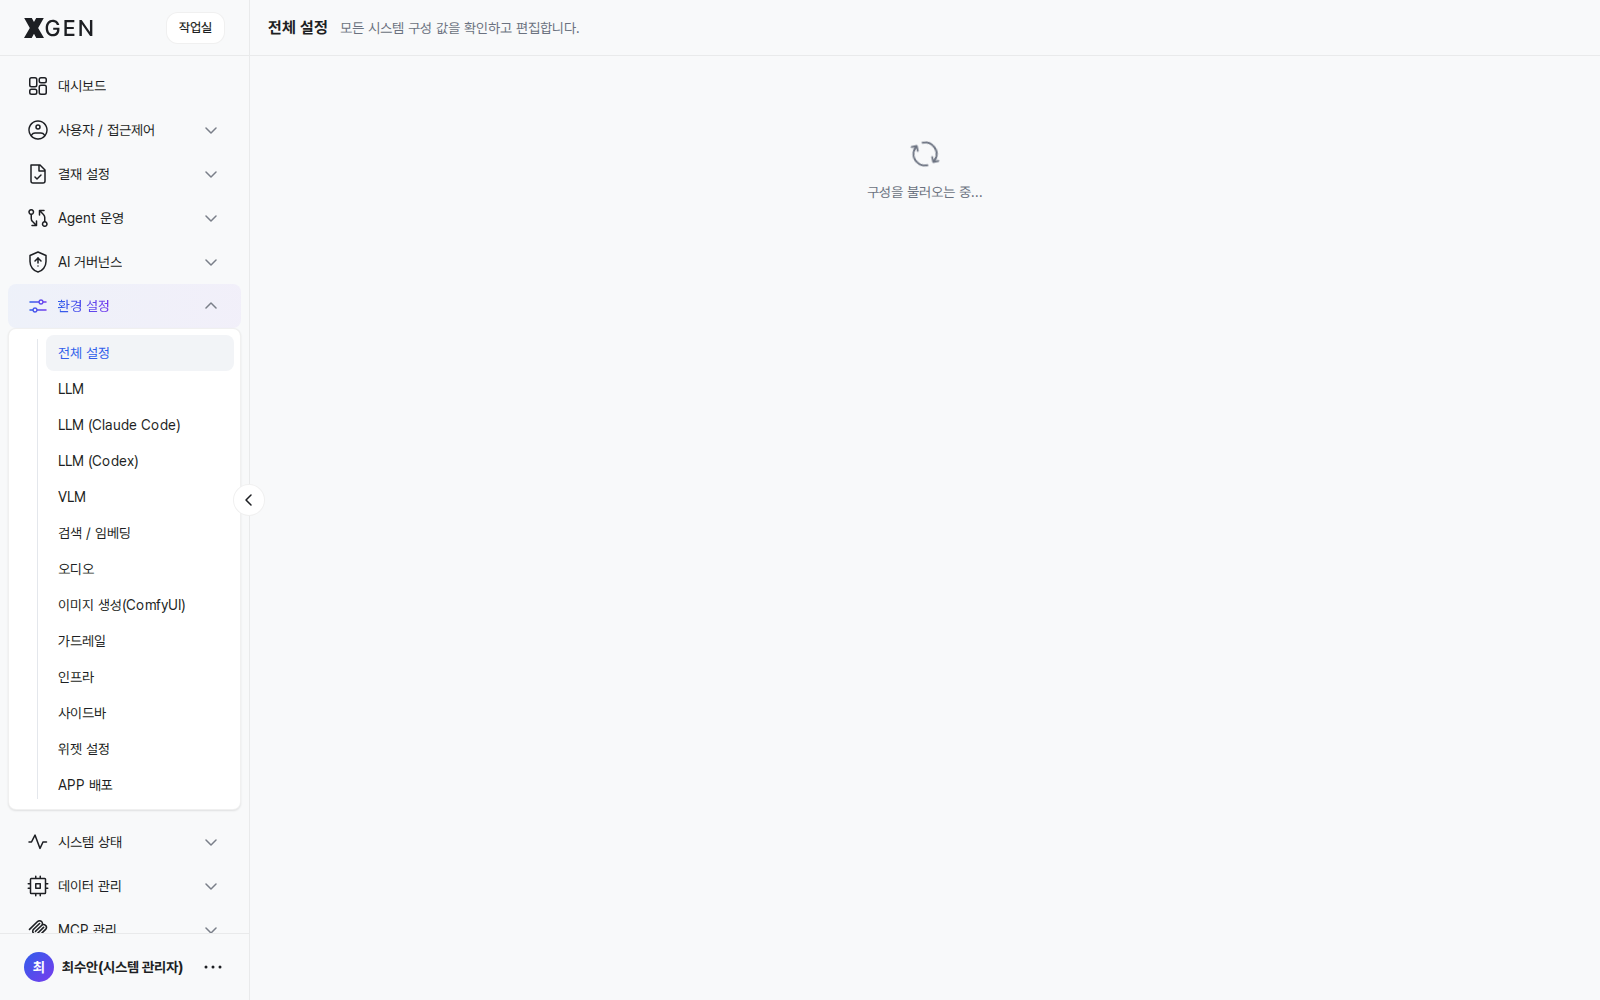 XGEN
작업실
전체 설정 모든 시스템 구성 값을 확인하고 편집합니다.
대시보드
사용자 / 접근제어
결재 설정
Agent 운영
AI 거버넌스
환경 설정
전체 설정
LLM
LLM (Claude Code)
LLM (Codex)
VLM
검색 / 임베딩
오디오
이미지 생성(ComfyUI)
가드레일
인프라
사이드바
위젯 설정
APP 배포
시스템 상태
데이터 관리
MCP 관리
최 최수안(시스템 관리자)
구성을 불러오는 중...